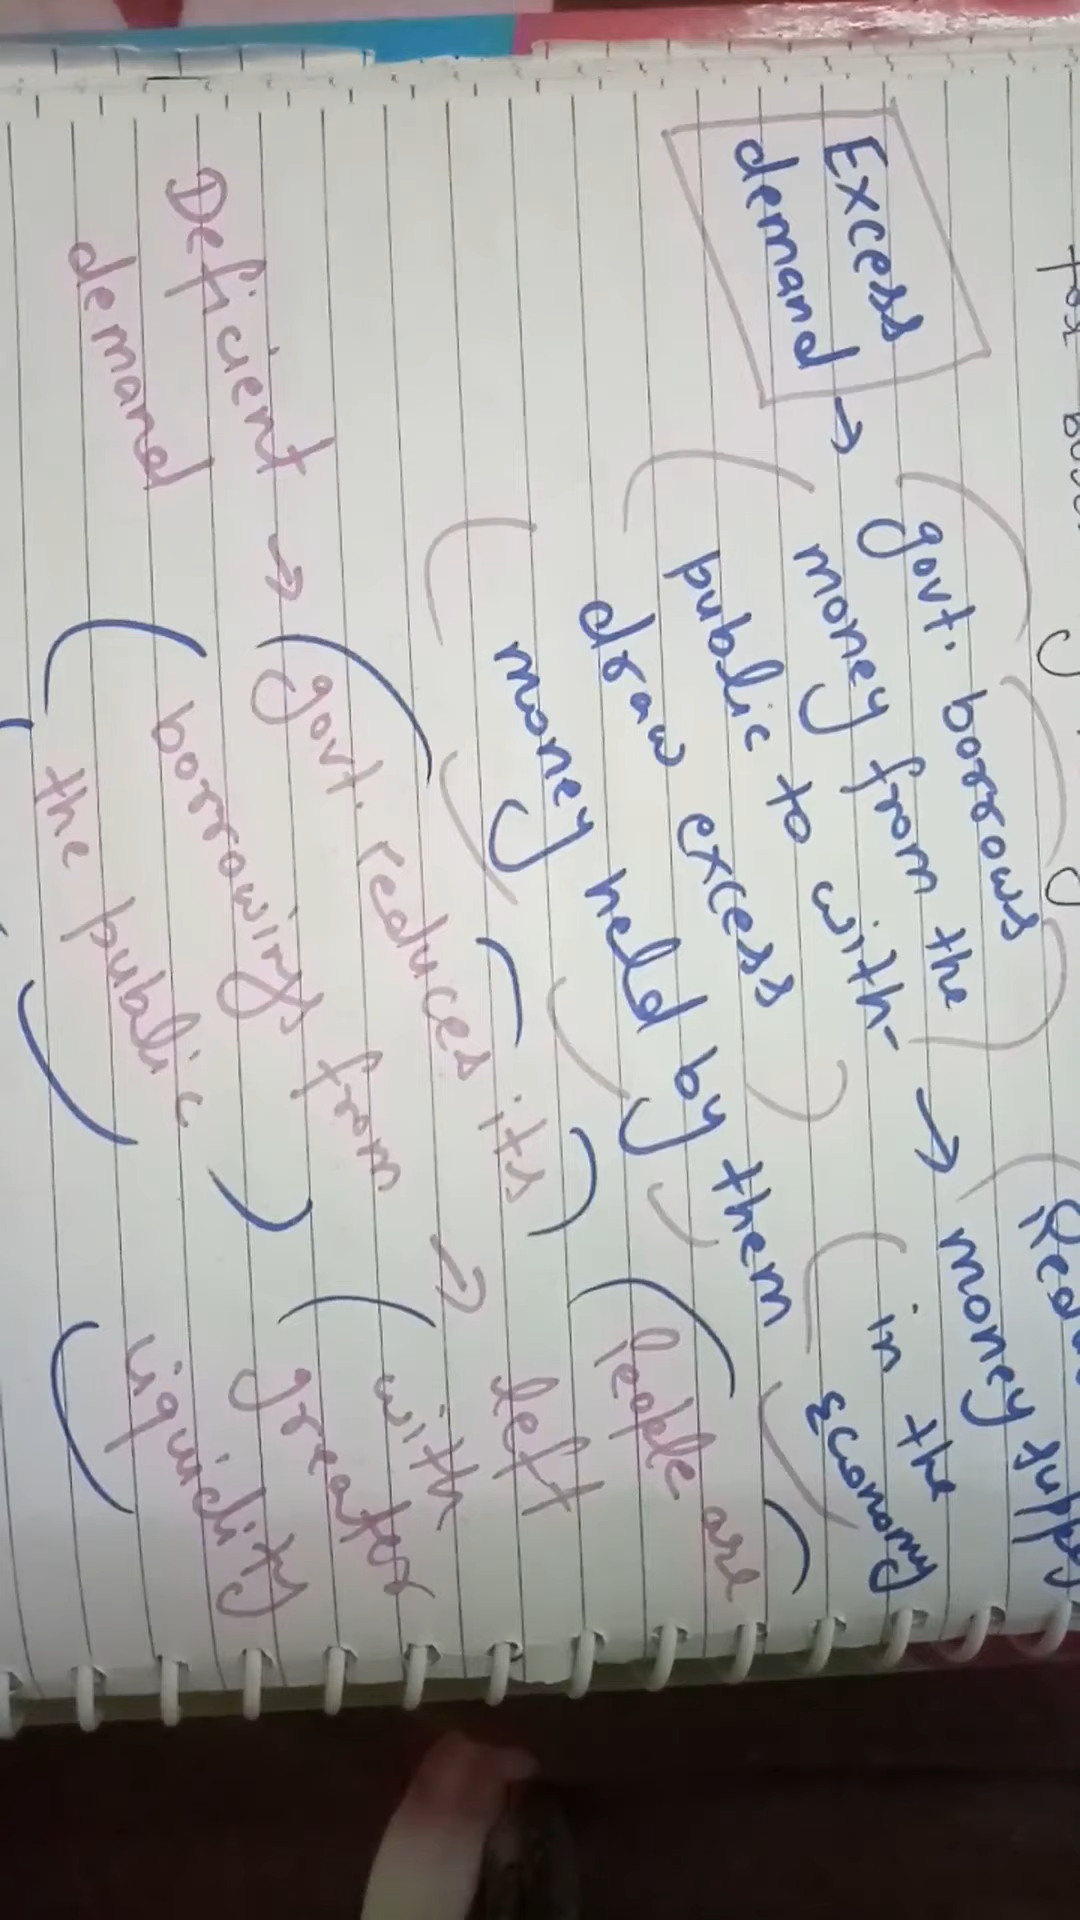 Excess
demand →
govt. borrows
money from the
public to with-
draw excess
money held by them
→
money supply
in the
economy
Deficient
demand →
govt. reduces its
borrowings from
the public
→
People are
left
with
greater
liquidity